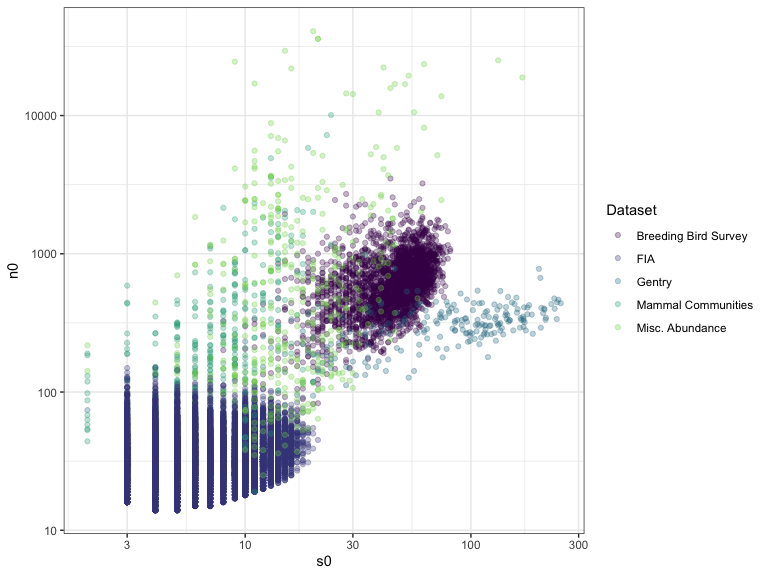 10000
1000
100
10
n0
3
10
30
100
300
s0
Dataset
Breeding Bird Survey
FIA
Gentry
Mammal Communities
Misc. Abundance